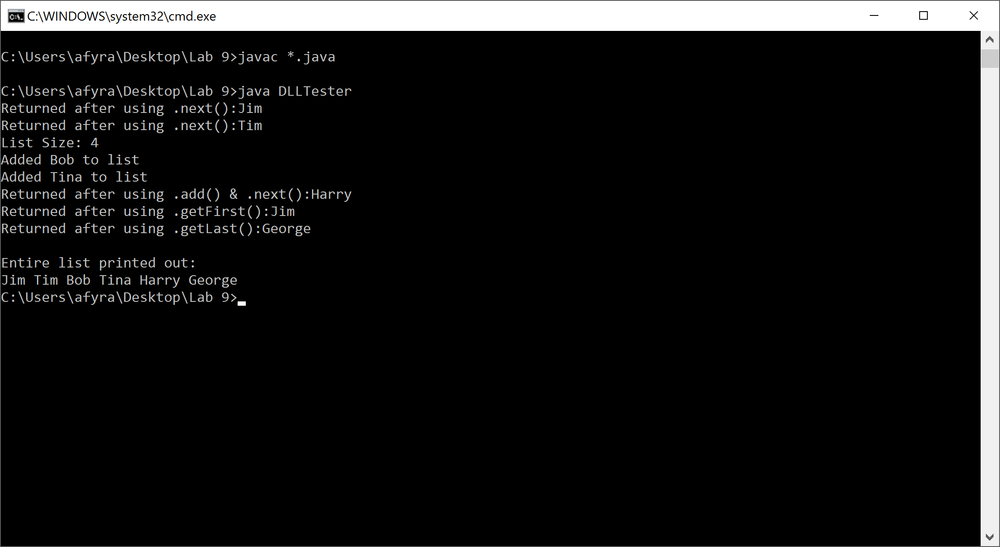 C:\WINDOWS\system32\cmd.exe
C:\Users\afyra\Desktop\Lab 9>javac *.java
C:\Users\afyra\Desktop\Lab 9>java DLLTester
Returned after using .next():Jim
Returned after using .next():Tim
List Size: 4
Added Bob to list
Added Tina to list
Returned after using .add() & .next():Harry
Returned after using .getFirst():Jim
Returned after using .getLast():George
Entire list printed out:
Jim Tim Bob Tina Harry George
C:\Users\afyra\Desktop\Lab 9>